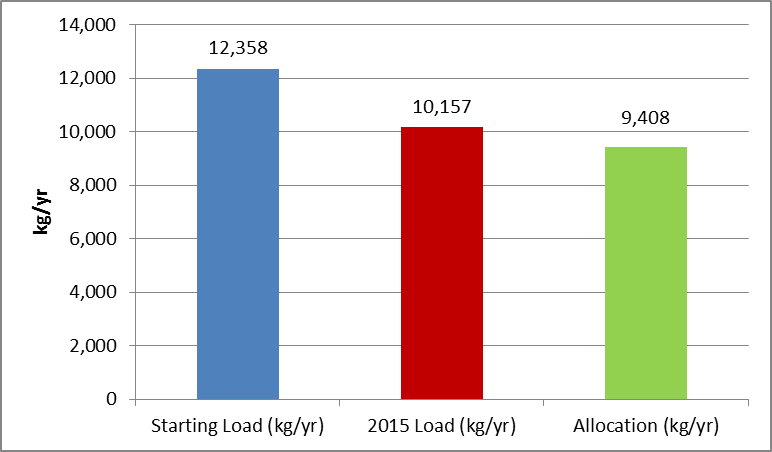 14,000
12,000
10,000
8,000
6,000
4,000
2,000
0
kg/yr
12,358
10,157
9,408
Starting Load (kg/yr)
2015 Load (kg/yr)
Allocation (kg/yr)